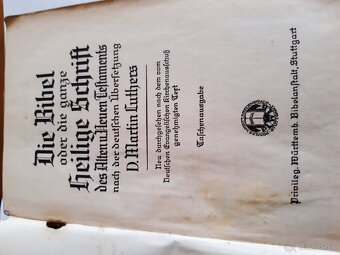 Die Bibel
oder die ganze
Heilige Schrift
des Alten u. Neuen Testaments
nach der deutschen Übersetzung
D. Martin Luthers
Neu durchgesehen nach dem vom
Deutschen Evangelischen Kirchenausschuß
genehmigten Text
Taschenausgabe
Privileg. Württemb. Bibelanstalt, Stuttgart